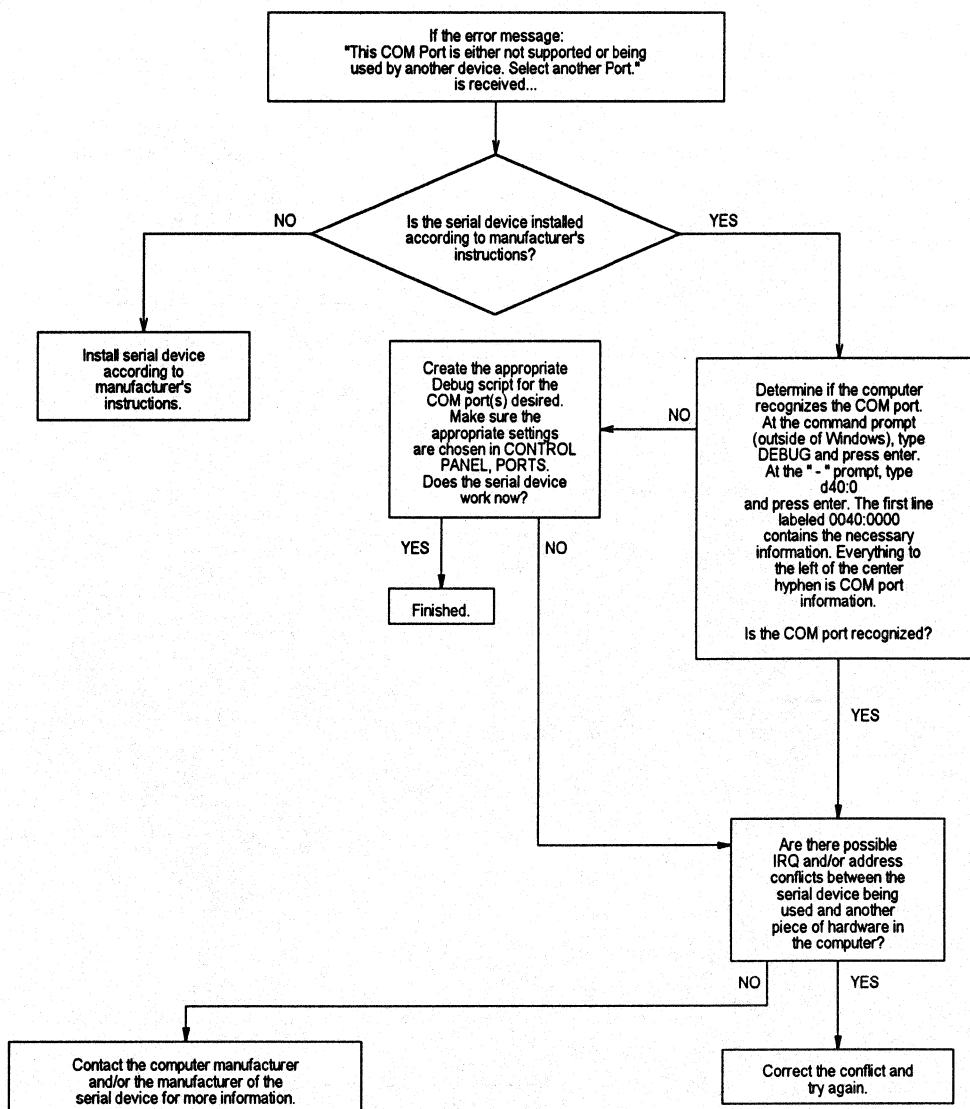 If the error message:
"This COM Port is either not supported or being
used by another device. Select another Port."
is received...
NO
Is the serial device installed
according to manufacturer's
instructions?
YES
Install serial device
according to
manufacturer's
instructions.
Create the appropriate
Debug script for the
COM port(s) desired.
Make sure the
appropriate settings
are chosen in CONTROL
PANEL, PORTS.
Does the serial device
work now?
NO
Determine if the computer
recognizes the COM port.
At the command prompt
(outside of Windows), type
DEBUG and press enter.
At the " - " prompt, type
d40:0
and press enter. The first line
labeled 0040:0000
contains the necessary
information. Everything to
the left of the center
hyphen is COM port
information.
Is the COM port recognized?
YES
NO
Finished.
YES
Are there possible
IRQ and/or address
conflicts between the
serial device being
used and another
piece of hardware in
the computer?
NO
YES
Contact the computer manufacturer
and/or the manufacturer of the
serial device for more information.
Correct the conflict and
try again.